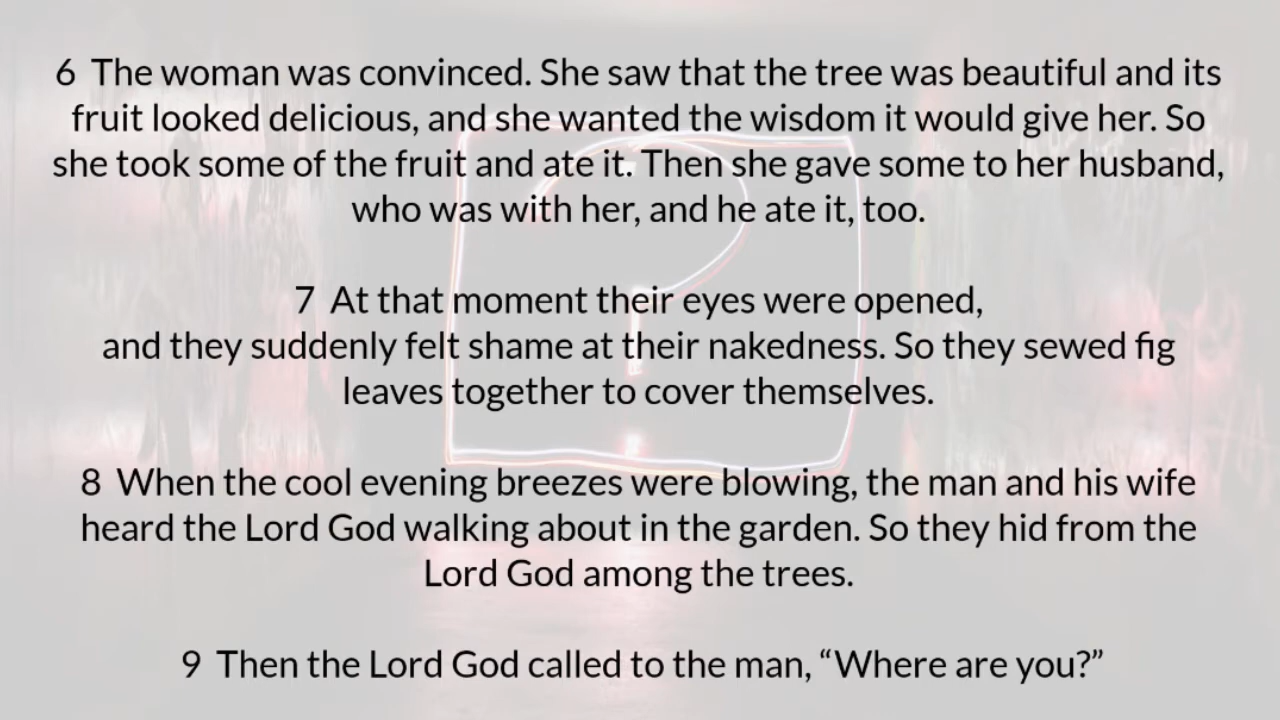 6  The woman was convinced. She saw that the tree was beautiful and its
fruit looked delicious, and she wanted the wisdom it would give her. So
she took some of the fruit and ate it. Then she gave some to her husband,
who was with her, and he ate it, too.
7  At that moment their eyes were opened,
and they suddenly felt shame at their nakedness. So they sewed fig
leaves together to cover themselves.
8  When the cool evening breezes were blowing, the man and his wife
heard the Lord God walking about in the garden. So they hid from the
Lord God among the trees.
9  Then the Lord God called to the man, “Where are you?”